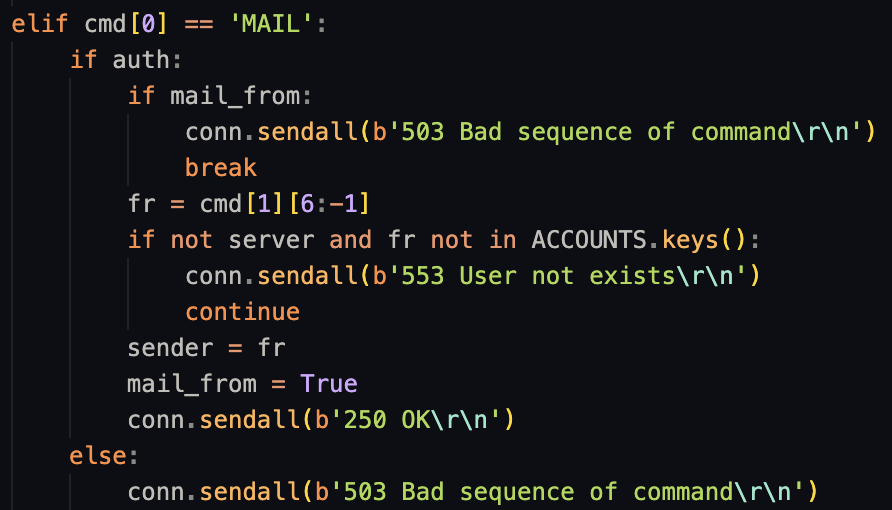 elif cmd[0] == 'MAIL':
    if auth:
        if mail_from:
            conn.sendall(b'503 Bad sequence of command\r\n')
            break
        fr = cmd[1][6:-1]
        if not server and fr not in ACCOUNTS.keys():
            conn.sendall(b'553 User not exists\r\n')
            continue
        sender = fr
        mail_from = True
        conn.sendall(b'250 OK\r\n')
    else:
        conn.sendall(b'503 Bad sequence of command\r\n')